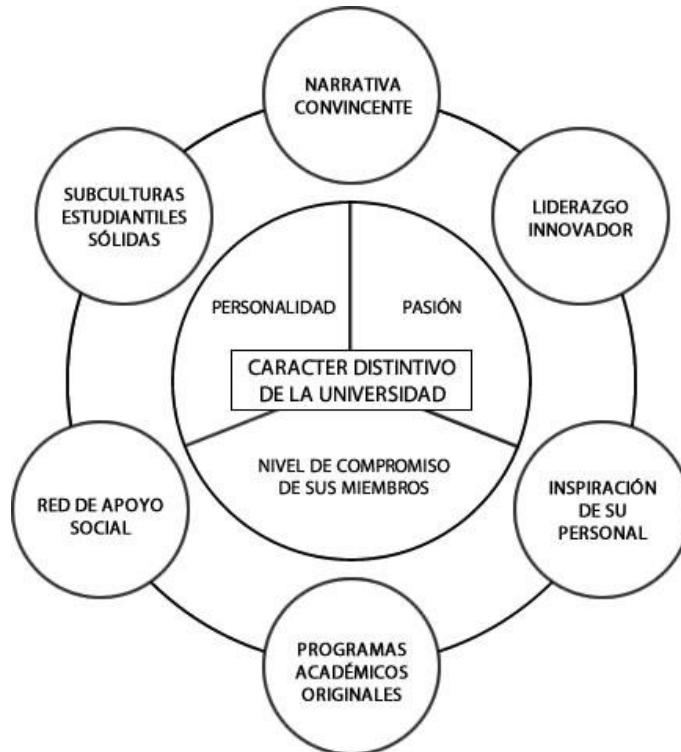 NARRATIVA
CONVINCENTE
SUBCULTURAS
ESTUDIANTILES
SÓLIDAS
LIDERAZGO
INNOVADOR
PERSONALIDAD
PASIÓN
CARACTER DISTINTIVO
DE LA UNIVERSIDAD
NIVEL DE COMPROMISO
DE SUS MIEMBROS
RED DE APOYO
SOCIAL
INSPIRACIÓN
DE SU
PERSONAL
PROGRAMAS
ACADÉMICOS
ORIGINALES